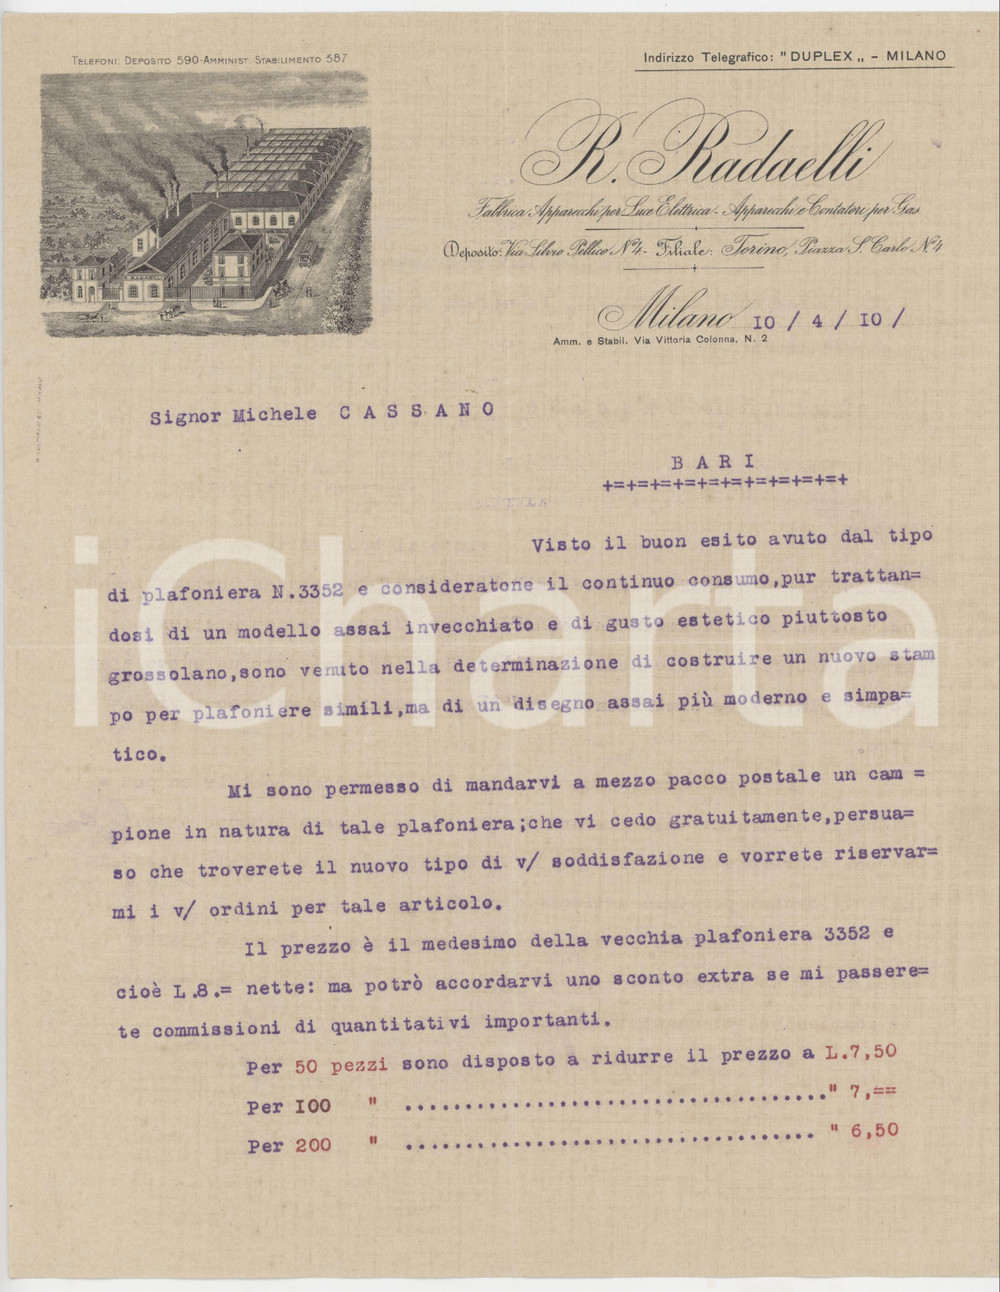 TELEFONI: DEPOSITO 590-AMMINIST. STABILIMENTO 587
Indirizzo Telegrafico: "DUPLEX„ - MILANO
R. Radaelli
Fabbrica Apparecchi per Luce Elettrica - Apparecchi e Contatori per Gas
Deposito: Via Silvio Pellico N° 4 - Filiale: Torino, Piazza S. Carlo N° 4
R. RADAELLI
Milano 10 / 4 / 10 /
Amm. e Stabil. Via Vittoria Colonna, N. 2
Signor Michele C A S S A N O
B A R I
+=+=+=+=+=+=+=+=+=+=+
Visto il buon esito avuto dal tipo
di plafoniera N.3352 e consideratone il continuo consumo,pur trattan=
dosi di un modello assai invecchiato e di gusto estetico piuttosto
grossolano,sono venuto nella determinazione di costruire un nuovo stam
po per plafoniere simili,ma di un disegno assai più moderno e simpa=
tico.
Mi sono permesso di mandarvi a mezzo pacco postale un cam =
pione in natura di tale plafoniera;che vi cedo gratuitamente,persua=
so che troverete il nuovo tipo di v/ soddisfazione e vorrete riservar=
mi i v/ ordini per tale articolo.
Il prezzo è il medesimo della vecchia plafoniera 3352 e
cioè L.8.= nette: ma potrò accordarvi uno sconto extra se mi passere=
te commissioni di quantitativi importanti.
Per 50 pezzi sono disposto a ridurre il prezzo a L.7,50
Per I00 " ...................................." 7,==
Per 200 " ................................... " 6,50
iCharta